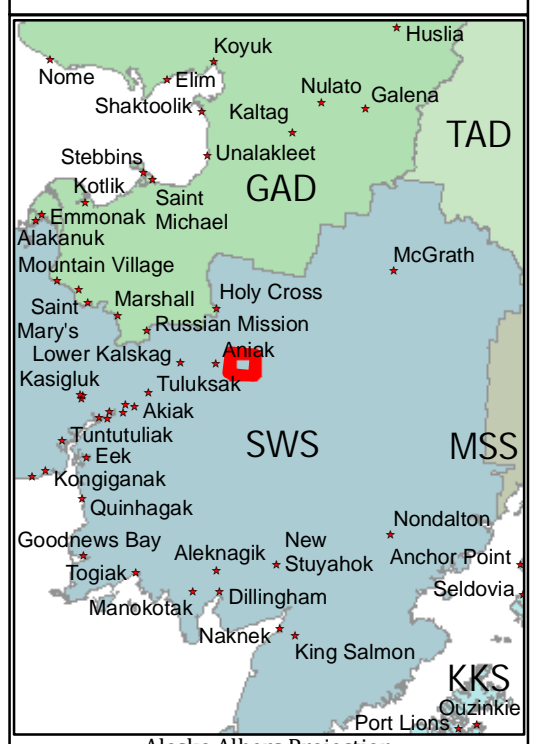 Huslia
Koyuk
Nome
Elim
Nulato
Galena
Shaktoolik
Kaltag
TAD
Stebbins
Unalakleet
Kotlik
GAD
Saint
Michael
Emmonak
Alakanuk
McGrath
Mountain Village
Holy Cross
Saint
Mary's
Marshall
Russian Mission
Lower Kalskag
Aniak
Kasigluk
Tuluksak
Akiak
Tuntutuliak
SWS
MSS
Eek
Kongiganak
Quinhagak
Nondalton
Goodnews Bay
Aleknagik
New
Stuyahok
Anchor Point
Togiak
Seldovia
Manokotak
Dillingham
Naknek
King Salmon
KKS
Ouzinkie
Port Lions
Alaska Albers Projection